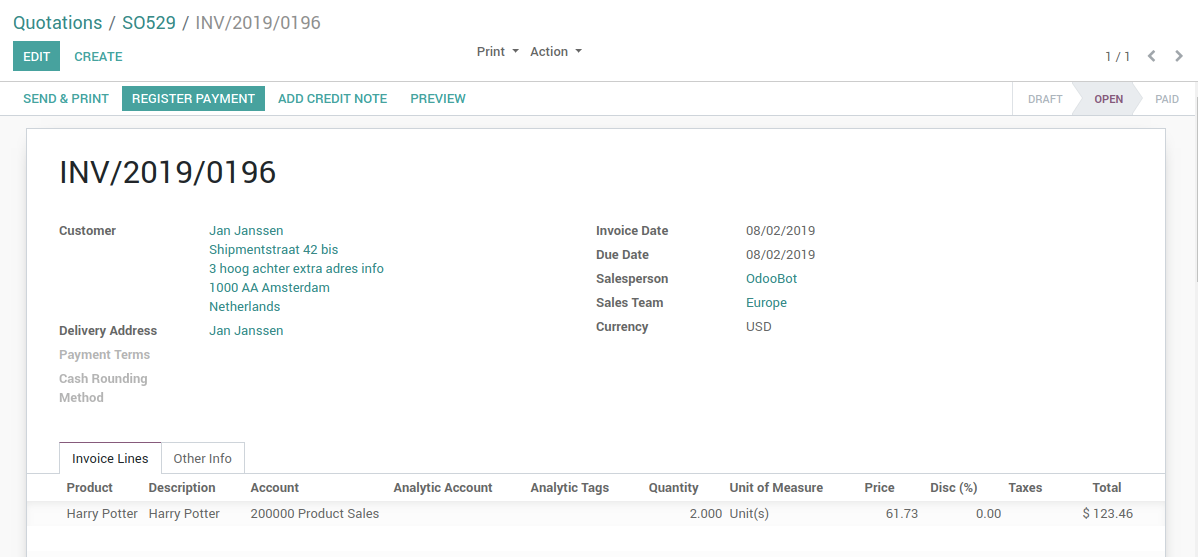 Quotations / SO529 / INV/2019/0196
EDIT CREATE Print Action 1 / 1
SEND & PRINT REGISTER PAYMENT ADD CREDIT NOTE PREVIEW DRAFT OPEN PAID
INV/2019/0196
Customer Jan Janssen Invoice Date 08/02/2019
Shipmentstraat 42 bis Due Date 08/02/2019
3 hoog achter extra adres info Salesperson OdooBot
1000 AA Amsterdam
Netherlands Sales Team Europe
Delivery Address Jan Janssen Currency USD
Payment Terms
Cash Rounding
Method
Invoice Lines Other Info
Product Description Account Analytic Account Analytic Tags Quantity Unit of Measure Price Disc (%) Taxes Total
Harry Potter Harry Potter 200000 Product Sales 2.000 Unit(s) 61.73 0.00 $ 123.46